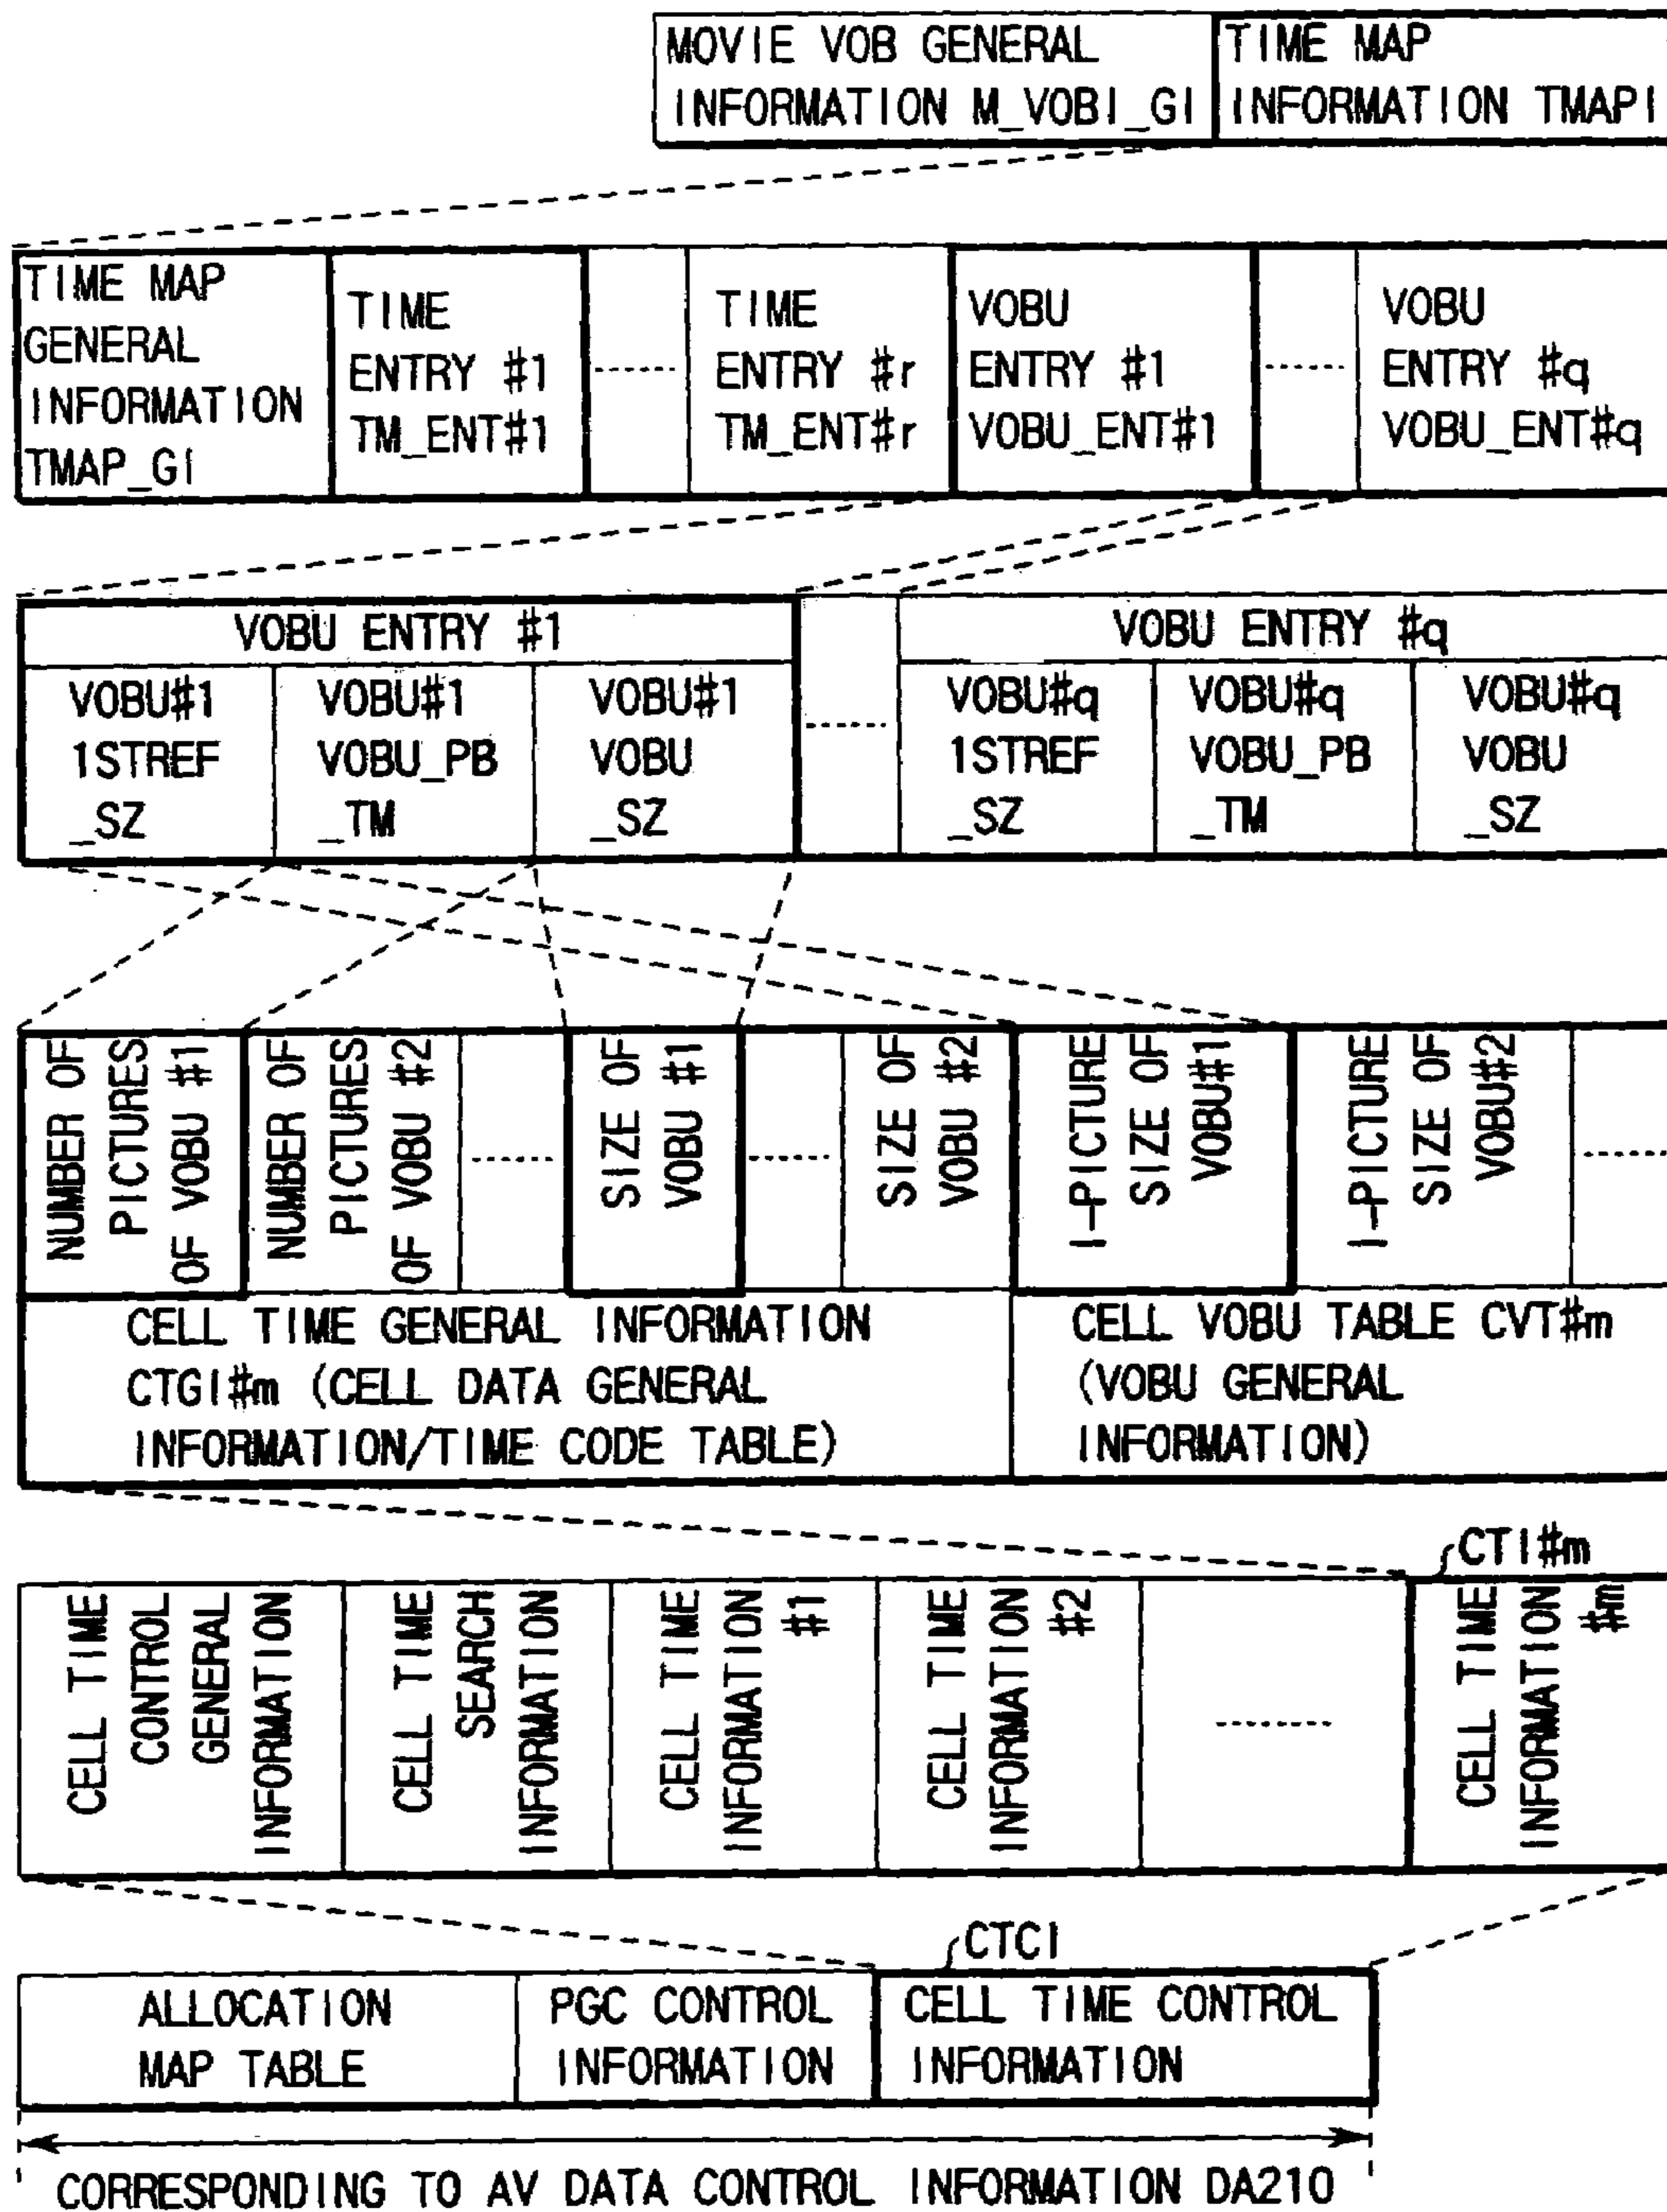 MOVIE VOB GENERAL
INFORMATION M_VOBI_GI
TIME MAP
INFORMATION TMAPI
TIME MAP
GENERAL
INFORMATION
TMAP_GI
TIME
ENTRY #1
TM_ENT#1
TIME
ENTRY #r
TM_ENT#r
VOBU
ENTRY #1
VOBU_ENT#1
VOBU
ENTRY #q
VOBU_ENT#q
VOBU ENTRY #1
VOBU ENTRY #q
VOBU#1
1STREF
_SZ
VOBU#1
VOBU_PB
_TM
VOBU#1
VOBU
_SZ
VOBU#q
1STREF
_SZ
VOBU#q
VOBU_PB
_TM
VOBU#q
VOBU
_SZ
NUMBER OF
PICTURES
OF VOBU #1
NUMBER OF
PICTURES
OF VOBU #2
SIZE OF
VOBU #1
SIZE OF
VOBU #2
I-PICTURE
SIZE OF
VOBU#1
I-PICTURE
SIZE OF
VOBU#2
CELL TIME GENERAL INFORMATION
CTGI#m (CELL DATA GENERAL
INFORMATION/TIME CODE TABLE)
CELL VOBU TABLE CVT#m
(VOBU GENERAL
INFORMATION)
CTI#m
CELL TIME
CONTROL
GENERAL
INFORMATION
CELL TIME
SEARCH
INFORMATION
CELL TIME
INFORMATION
#1
CELL TIME
INFORMATION
#2
CELL TIME
INFORMATION
#m
CTCI
ALLOCATION
MAP TABLE
PGC CONTROL
INFORMATION
CELL TIME CONTROL
INFORMATION
CORRESPONDING TO AV DATA CONTROL INFORMATION DA210